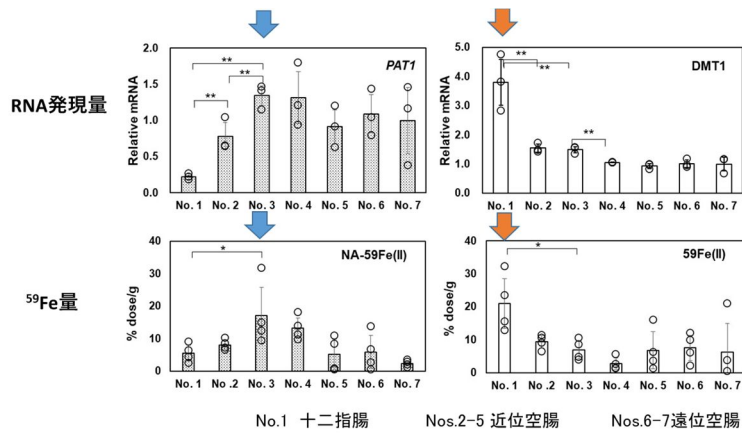 RNA発現量
Relative mRNA
2.0
1.5
1.0
0.5
0.0
PAT1
**
**
**
No. 1 No. 2 No. 3 No. 4 No. 5 No. 6 No. 7
Relative mRNA
5.0
4.0
3.0
2.0
1.0
0.0
DMT1
**
**
**
No. 1 No. 2 No. 3 No. 4 No. 5 No. 6 No. 7
⁵⁹Fe量
% dose/g
40
30
20
10
0
NA-59Fe(II)
*
No. 1 No .2 No. 3 No. 4 No. 5 No. 6 No. 7
% dose/g
40
30
20
10
0
59Fe(II)
*
No. 1 No. 2 No. 3 No. 4 No. 5 No. 6 No. 7
No.1 十二指腸 Nos.2-5 近位空腸 Nos.6-7遠位空腸